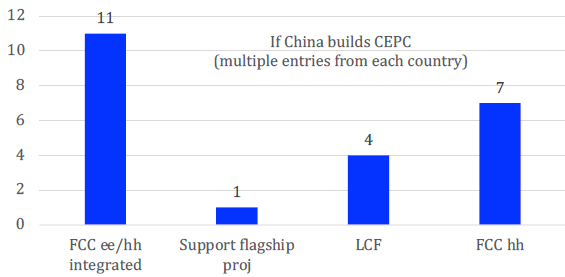 12
11
10
8
6
4
2
0
If China builds CEPC
(multiple entries from each country)
1
4
7
FCC ee/hh
integrated
Support flagship
proj
LCF
FCC hh